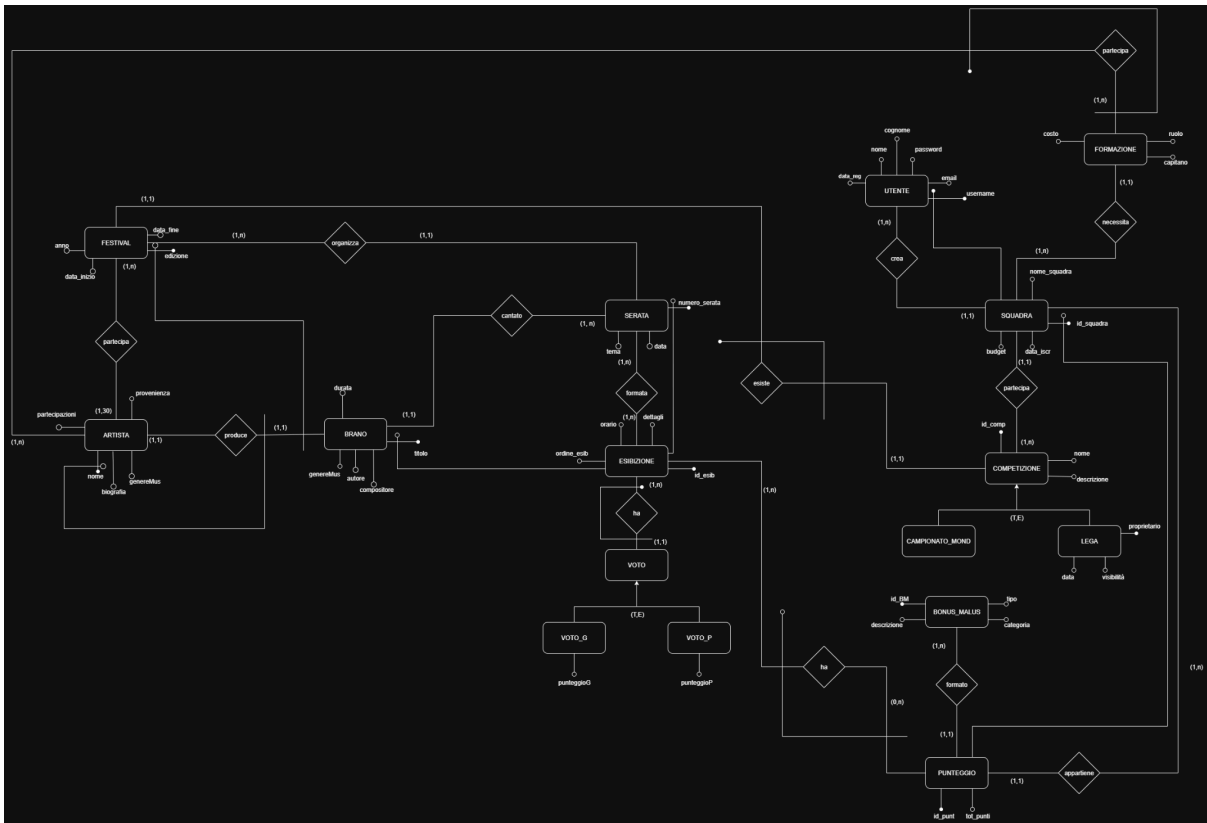 partecipa
(1,n)
costo
FORMAZIONE
ruolo
capitano
(1,1)
necessita
(1,n)
cognome
nome
password
data_reg
UTENTE
email
username
(1,n)
crea
(1,1)
nome_squadra
SQUADRA
id_squadra
budget
data_iscr
(1,1)
partecipa
(1,n)
id_comp
COMPETIZIONE
nome
descrizione
(T,E)
CAMPIONATO_MOND
LEGA
proprietario
data
visibilità
(1,1)
data_fine
anno
FESTIVAL
edizione
data_inizio
(1,n)
(1,n)
organizza
(1,1)
partecipa
(1,30)
provenienza
partecipazioni
ARTISTA
(1,n)
(1,1)
nome
biografia
genereMus
produce
(1,1)
durata
BRANO
titolo
genereMus
autore
compositore
(1,1)
cantato
(1, n)
SERATA
numero_serata
tema
data
(1,n)
formata
(1,n)
orario
dettagli
ordine_esib
ESIBIZIONE
id_esib
(1,n)
ha
(1,1)
VOTO
(T,E)
VOTO_G
VOTO_P
punteggioG
punteggioP
esiste
(1,1)
(1,n)
ha
(0,n)
id_BM
BONUS_MALUS
tipo
descrizione
categoria
(1,n)
formato
(1,1)
PUNTEGGIO
(1,1)
appartiene
(1,n)
id_punt
tot_punti